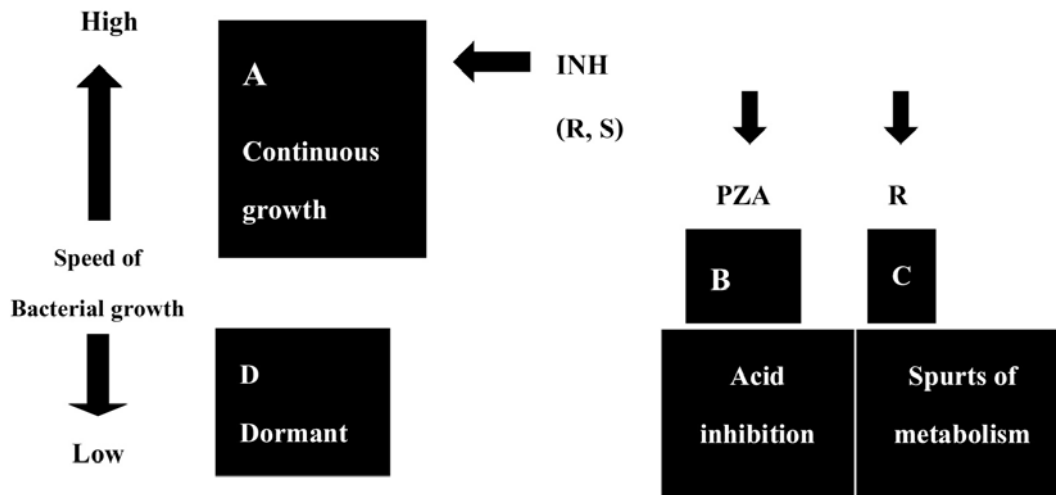 High
A
Continuous
growth
INH
(R, S)
PZA
R
Speed of
Bacterial growth
B
C
D
Dormant
Low
Acid
inhibition
Spurts of
metabolism